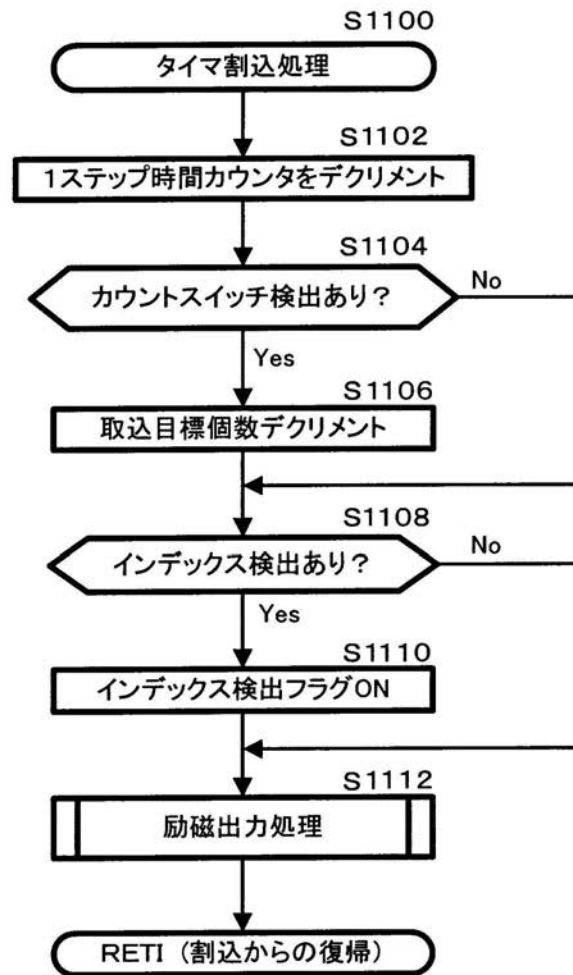 S1100
タイマ割込処理
S1102
1ステップ時間カウンタをデクリメント
S1104
カウントスイッチ検出あり?
No
Yes
S1106
取込目標個数デクリメント
S1108
インデックス検出あり?
No
Yes
S1110
インデックス検出フラグON
S1112
励磁出力処理
RETI (割込からの復帰)